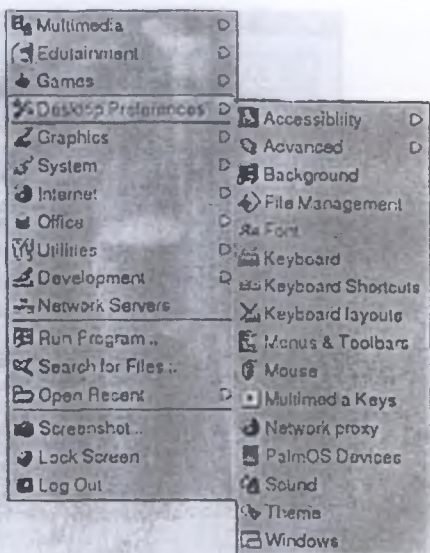 Multimedia
Edutainment
Games
Desktop Preferences
Graphics
System
Internet
Office
Utilities
Development
Network Servers
Run Program...
Search for Files...
Open Recent
Screenshot...
Lock Screen
Log Out
Accessibility
Advanced
Background
File Management
Font
Keyboard
Keyboard Shortcuts
Keyboard layouts
Menus & Toolbars
Mouse
Multimedia Keys
Network proxy
PalmOS Devices
Sound
Theme
Windows